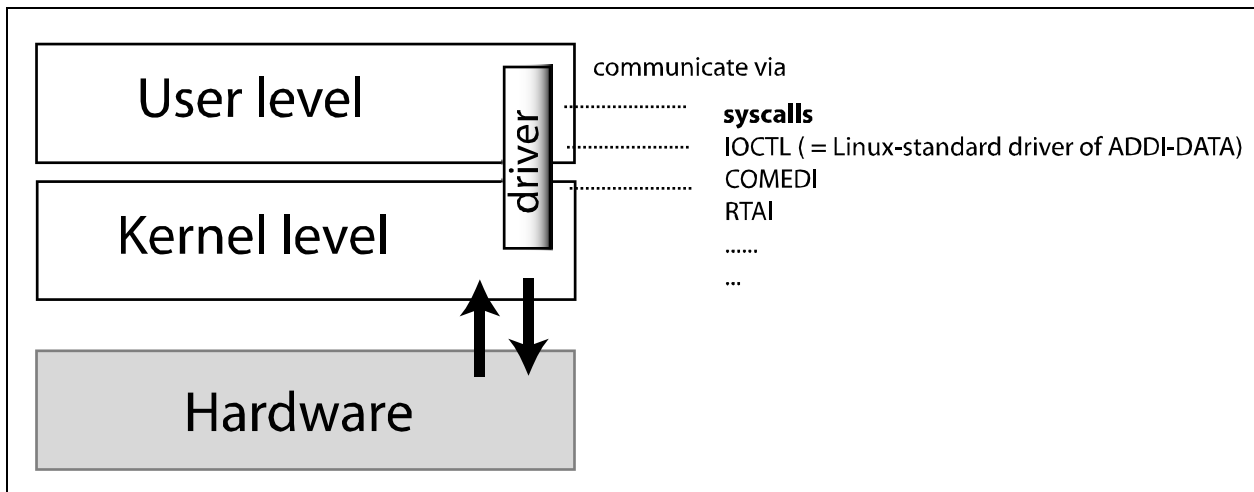 User level
driver
Kernel level
Hardware
communicate via
syscalls
IOCTL ( = Linux-standard driver of ADDI-DATA)
COMEDI
RTAI
......
...